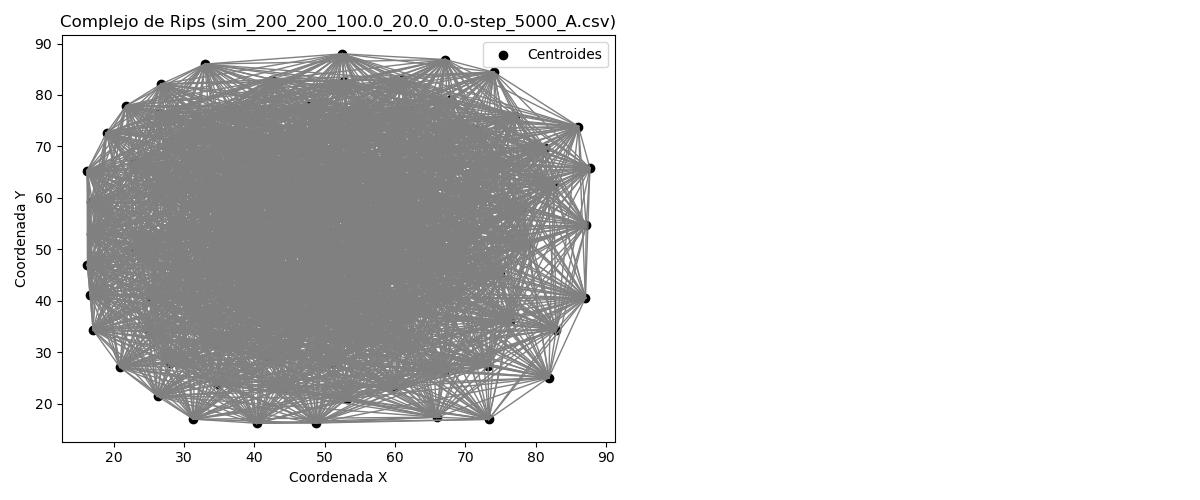 Complejo de Rips (sim_200_200_100.0_20.0_0.0-step_5000_A.csv)
Centroides
90
80
70
60
50
40
30
20
Coordenada Y
20 30 40 50 60 70 80 90
Coordenada X